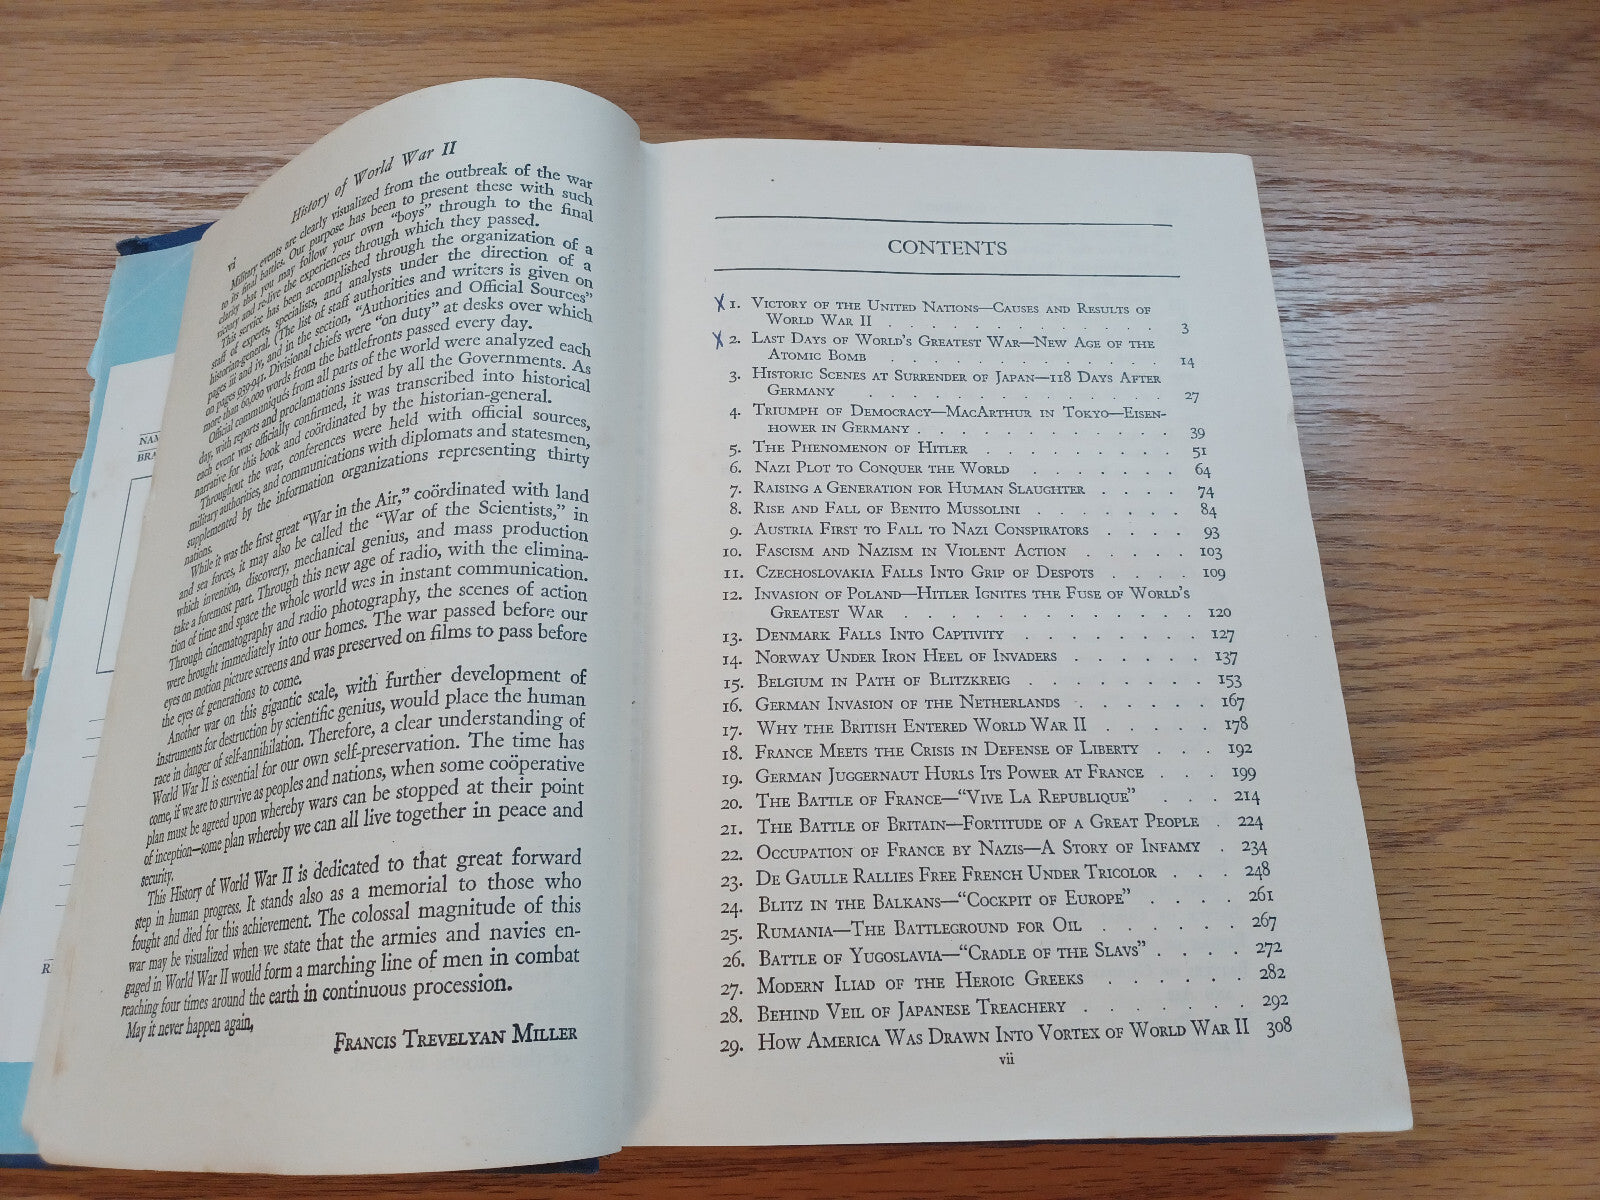 vi
History of World War II
Military events are clearly visualized from the outbreak of the war
to its final battles. Our purpose has been to present these with such
clarity that you may follow your own "boys" through to the final
victory and re-live the experiences through which they passed.
This service has been accomplished through the organization of a
staff of experts, specialists, and analysts under the direction of a
historian-general. (The list of staff authorities and writers is given on
pages iii and iv, and in the section, "Authorities and Official Sources"
on pages 939-941. Divisional chiefs were "on duty" at desks over which
more than 60,000 words from the battlefronts passed every day.
Official communiqués from all parts of the world were analyzed each
day, with reports and proclamations issued by all the Governments. As
each event was officially confirmed, it was transcribed into historical
narrative for this book and coördinated by the historian-general.
Throughout the war, conferences were held with official sources,
military authorities, and communications with diplomats and statesmen,
supplemented by the information organizations representing thirty
nations.
While it was the first great "War in the Air," coördinated with land
and sea forces, it may also be called the "War of the Scientists," in
which invention, discovery, mechanical genius, and mass production
take a foremost part. Through this new age of radio, with the elimina-
tion of time and space the whole world was in instant communication.
Through cinematography and radio photography, the scenes of action
were brought immediately into our homes. The war passed before our
eyes on motion picture screens and was preserved on films to pass before
the eyes of generations to come.
Another war on this gigantic scale, with further development of
instruments for destruction by scientific genius, would place the human
race in danger of self-annihilation. Therefore, a clear understanding of
World War II is essential for our own self-preservation. The time has
come, if we are to survive as peoples and nations, when some coöperative
plan must be agreed upon whereby wars can be stopped at their point
of inception—some plan whereby we can all live together in peace and
security.
This History of World War II is dedicated to that great forward
step in human progress. It stands also as a memorial to those who
fought and died for this achievement. The colossal magnitude of this
war may be visualized when we state that the armies and navies en-
gaged in World War II would form a marching line of men in combat
reaching four times around the earth in continuous procession.
May it never happen again,
Francis Trevelyan Miller
NAM
BRA
R
CONTENTS
X 1. Victory of the United Nations—Causes and Results of
World War II . . . . . . . . . . . . 3
X 2. Last Days of World's Greatest War—New Age of the
Atomic Bomb . . . . . . . . . . . . 14
3. Historic Scenes at Surrender of Japan—118 Days After
Germany . . . . . . . . . . . . 27
4. Triumph of Democracy—MacArthur in Tokyo—Eisen-
hower in Germany . . . . . . . . . . . 39
5. The Phenomenon of Hitler . . . . . . . . . 51
6. Nazi Plot to Conquer the World . . . . . . . 64
7. Raising a Generation for Human Slaughter . . . . 74
8. Rise and Fall of Benito Mussolini . . . . . . . 84
9. Austria First to Fall to Nazi Conspirators . . . . 93
10. Fascism and Nazism in Violent Action . . . . . 103
11. Czechoslovakia Falls Into Grip of Despots . . . . 109
12. Invasion of Poland—Hitler Ignites the Fuse of World's
Greatest War . . . . . . . . . . . . 120
13. Denmark Falls Into Captivity . . . . . . . 127
14. Norway Under Iron Heel of Invaders . . . . . 137
15. Belgium in Path of Blitzkreig . . . . . . . 153
16. German Invasion of the Netherlands . . . . . . 167
17. Why the British Entered World War II . . . . . 178
18. France Meets the Crisis in Defense of Liberty . . . 192
19. German Juggernaut Hurls Its Power at France . . . 199
20. The Battle of France—"Vive La Republique" . . . 214
21. The Battle of Britain—Fortitude of a Great People . 224
22. Occupation of France by Nazis—A Story of Infamy . 234
23. De Gaulle Rallies Free French Under Tricolor . . . 248
24. Blitz in the Balkans—"Cockpit of Europe" . . . . 261
25. Rumania—The Battleground for Oil . . . . . . 267
26. Battle of Yugoslavia—"Cradle of the Slavs" . . . . 272
27. Modern Iliad of the Heroic Greeks . . . . . . 282
28. Behind Veil of Japanese Treachery . . . . . . 292
29. How America Was Drawn Into Vortex of World War II 308
vii